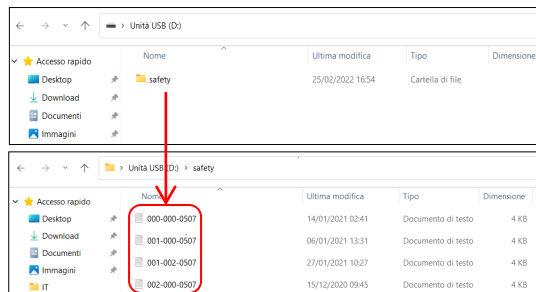 Unità USB (D:)
Nome Ultima modifica Tipo Dimensione
Accesso rapido
Desktop safety 25/02/2022 16:54 Cartella di file
Download
Documenti
Immagini
Unità USB (D:) safety
Nome Ultima modifica Tipo Dimensione
Accesso rapido
Desktop 000-000-0507 14/01/2021 02:41 Documento di testo 4 KB
Download 001-000-0507 06/01/2021 13:31 Documento di testo 4 KB
Documenti 001-002-0507 27/01/2021 10:27 Documento di testo 4 KB
Immagini
IT 002-000-0507 15/12/2020 09:45 Documento di testo 4 KB